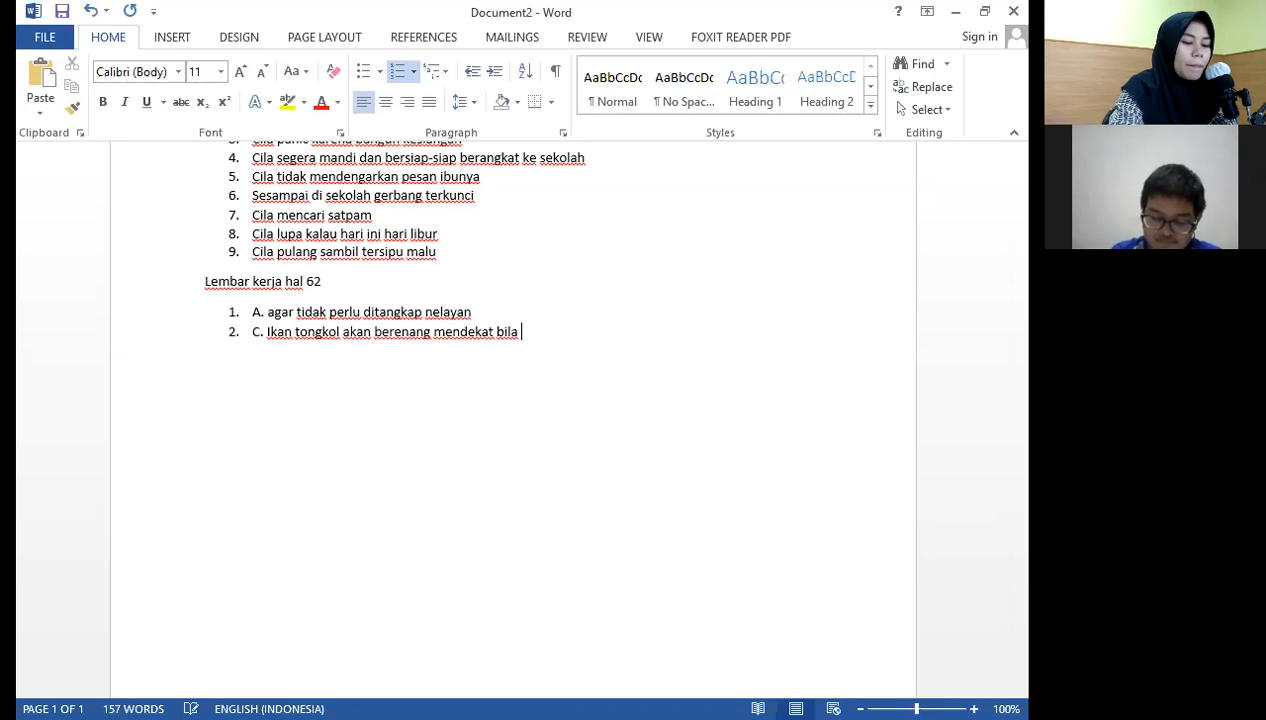 Document2 - Word
FILE
HOME
INSERT
DESIGN
PAGE LAYOUT
REFERENCES
MAILINGS
REVIEW
VIEW
FOXIT READER PDF
Sign in
Paste
Clipboard
Calibri (Body)
11
Font
Paragraph
AaBbCcDc
¶ Normal
AaBbCcDc
¶ No Spac...
AaBbC
Heading 1
AaBbCcD
Heading 2
Styles
Find
Replace
Select
Editing
4. Cila segera mandi dan bersiap-siap berangkat ke sekolah
5. Cila tidak mendengarkan pesan ibunya
6. Sesampai di sekolah gerbang terkunci
7. Cila mencari satpam
8. Cila lupa kalau hari ini hari libur
9. Cila pulang sambil tersipu malu
Lembar kerja hal 62
1. A. agar tidak perlu ditangkap nelayan
2. C. Ikan tongkol akan berenang mendekat bila
PAGE 1 OF 1
157 WORDS
ENGLISH (INDONESIA)
100%